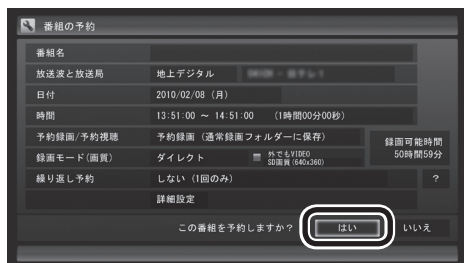 番組の予約
番組名
放送波と放送局 地上デジタル
日付 2010/02/08 (月)
時間 13:51:00 ~ 14:51:00 (1時間00分00秒)
予約録画/予約視聴 予約録画 (通常録画フォルダーに保存)
録画可能時間
50時間59分
録画モード(画質) ダイレクト 外でもVIDEO
SD画質(640x360)
繰り返し予約 しない (1回のみ) ?
詳細設定
この番組を予約しますか? はい いいえ